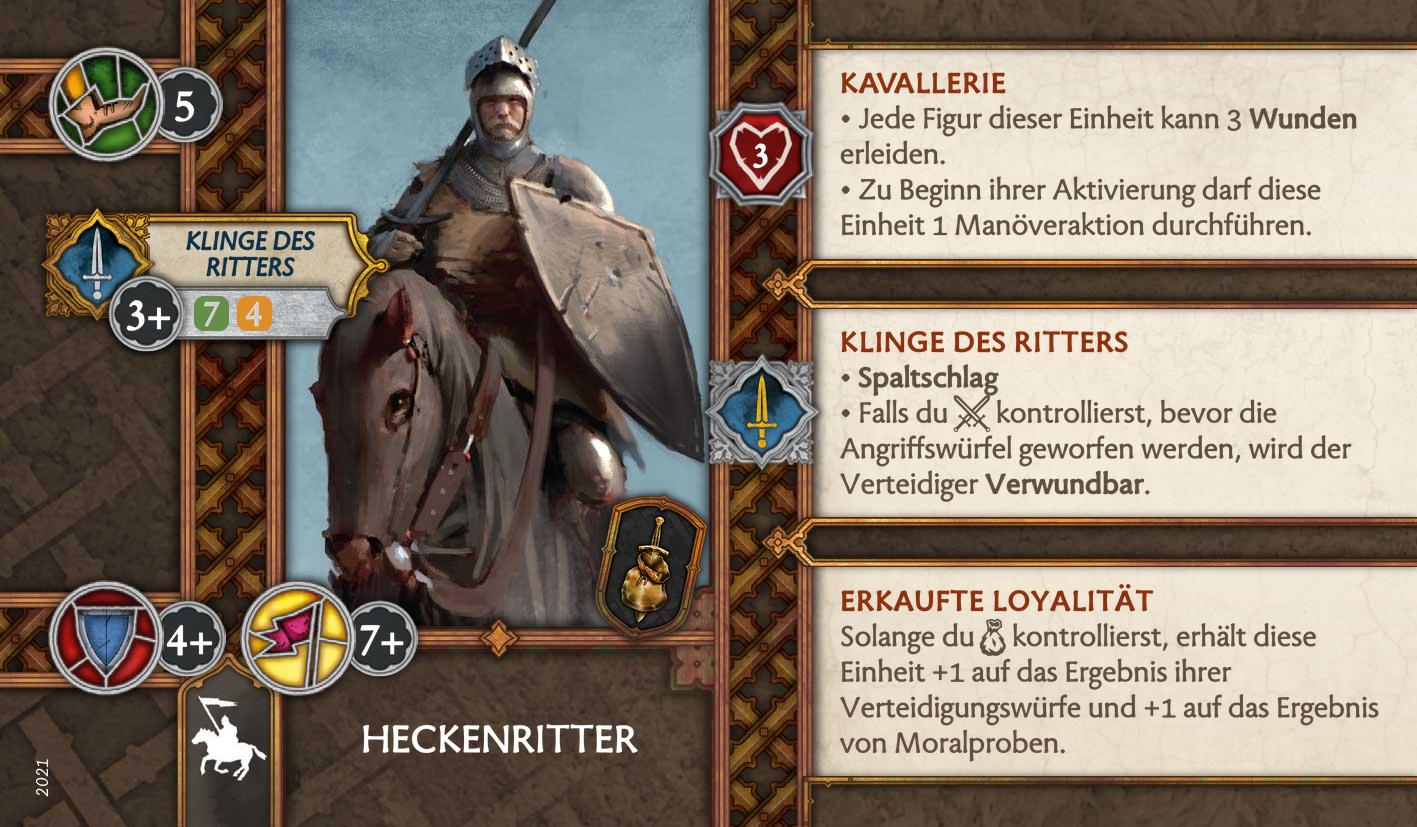 5
KLINGE DES
RITTERS
3+ 7 4
4+ 7+
HECKENRITTER
2021
3
KAVALLERIE
• Jede Figur dieser Einheit kann 3 Wunden
erleiden.
• Zu Beginn ihrer Aktivierung darf diese
Einheit 1 Manöveraktion durchführen.
KLINGE DES RITTERS
• Spaltschlag
• Falls du kontrollierst, bevor die
Angriffswürfel geworfen werden, wird der
Verteidiger Verwundbar.
ERKAUFTE LOYALITÄT
Solange du kontrollierst, erhält diese
Einheit +1 auf das Ergebnis ihrer
Verteidigungswürfe und +1 auf das Ergebnis
von Moralproben.